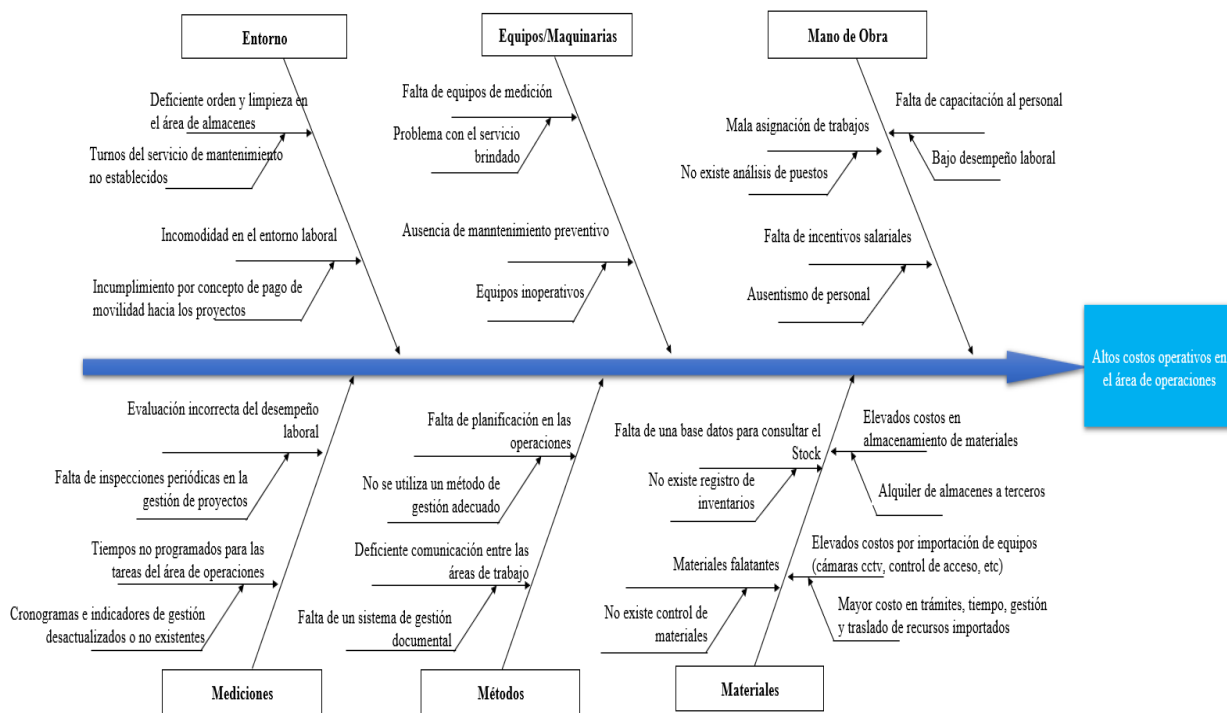 Entorno
Equipos/Maquinarias
Mano de Obra
Deficiente orden y limpieza en
el área de almacenes
Turnos del servicio de mantenimiento
no establecidos
Incomodidad en el entorno laboral
Incumplimiento por concepto de pago de
movilidad hacia los proyectos
Falta de equipos de medición
Problema con el servicio
brindado
Ausencia de manntenimiento preventivo
Equipos inoperativos
Falta de capacitación al personal
Mala asignación de trabajos
Bajo desempeño laboral
No existe análisis de puestos
Falta de incentivos salariales
Ausentismo de personal
Altos costos operativos en
el área de operaciones
Evaluación incorrecta del desempeño
laboral
Falta de inspecciones periódicas en la
gestión de proyectos
Tiempos no programados para las
tareas del área de operaciones
Cronogramas e indicadores de gestión
desactualizados o no existentes
Falta de planificación en las
operaciones
No se utiliza un método de
gestión adecuado
Deficiente comunicación entre las
áreas de trabajo
Falta de un sistema de gestión
documental
Falta de una base datos para consultar el
Stock
No existe registro de
inventarios
Elevados costos en
almacenamiento de materiales
Alquiler de almacenes a terceros
Materiales falatantes
No existe control de
materiales
Elevados costos por importación de equipos
(cámaras cctv, control de acceso, etc)
Mayor costo en trámites, tiempo, gestión
y traslado de recursos importados
Mediciones
Métodos
Materiales